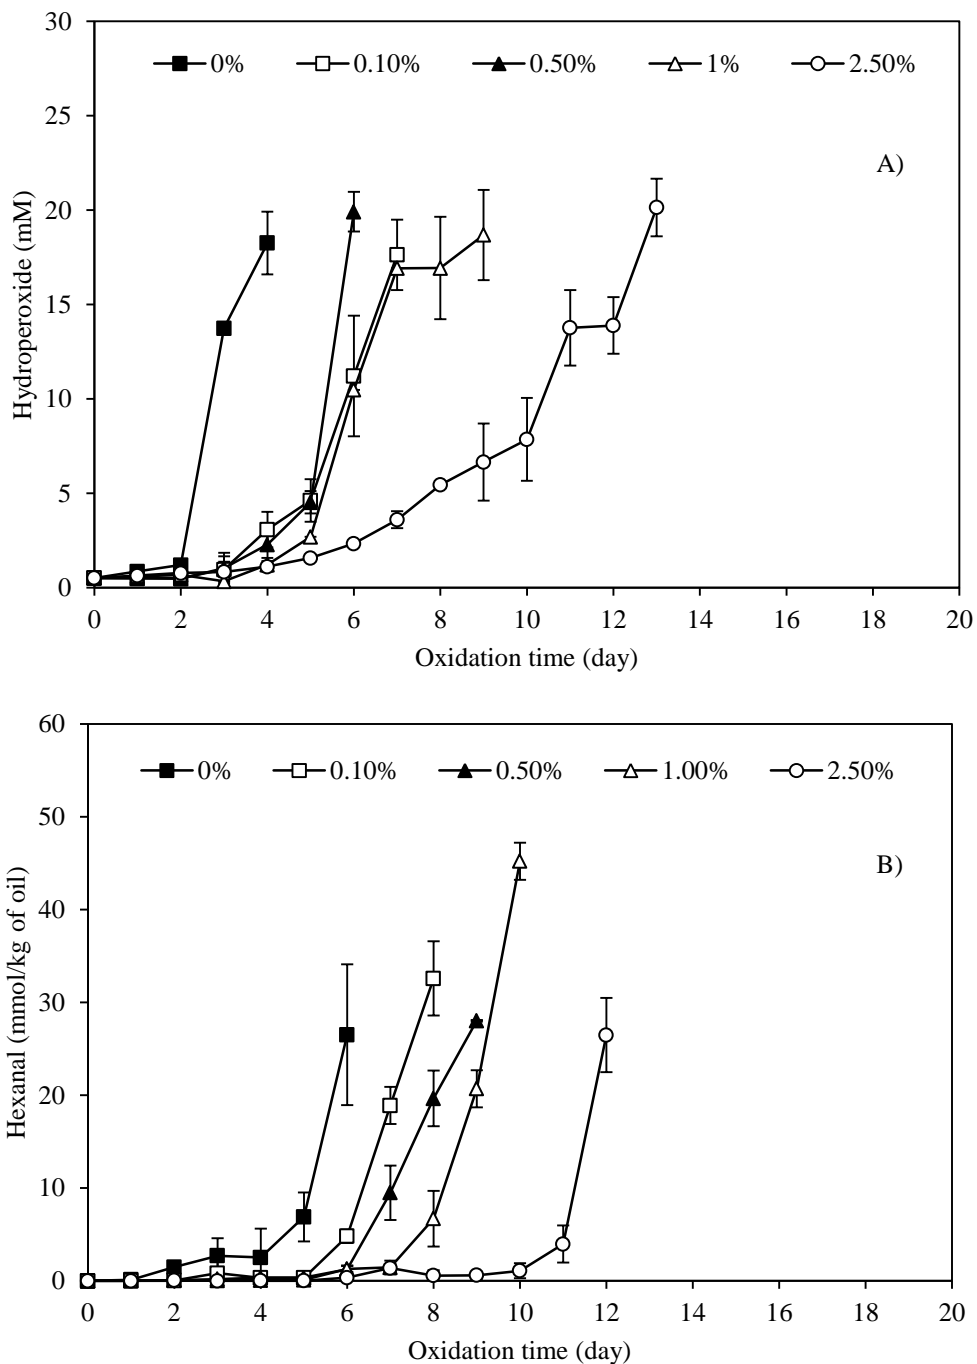 30
0% 0.10% 0.50% 1% 2.50%
25
A)
20
Hydroperoxide (mM)
15
10
5
0
0 2 4 6 8 10 12 14 16 18 20
Oxidation time (day)
60
0% 0.10% 0.50% 1.00% 2.50%
50
B)
40
Hexanal (mmol/kg of oil)
30
20
10
0
0 2 4 6 8 10 12 14 16 18 20
Oxidation time (day)